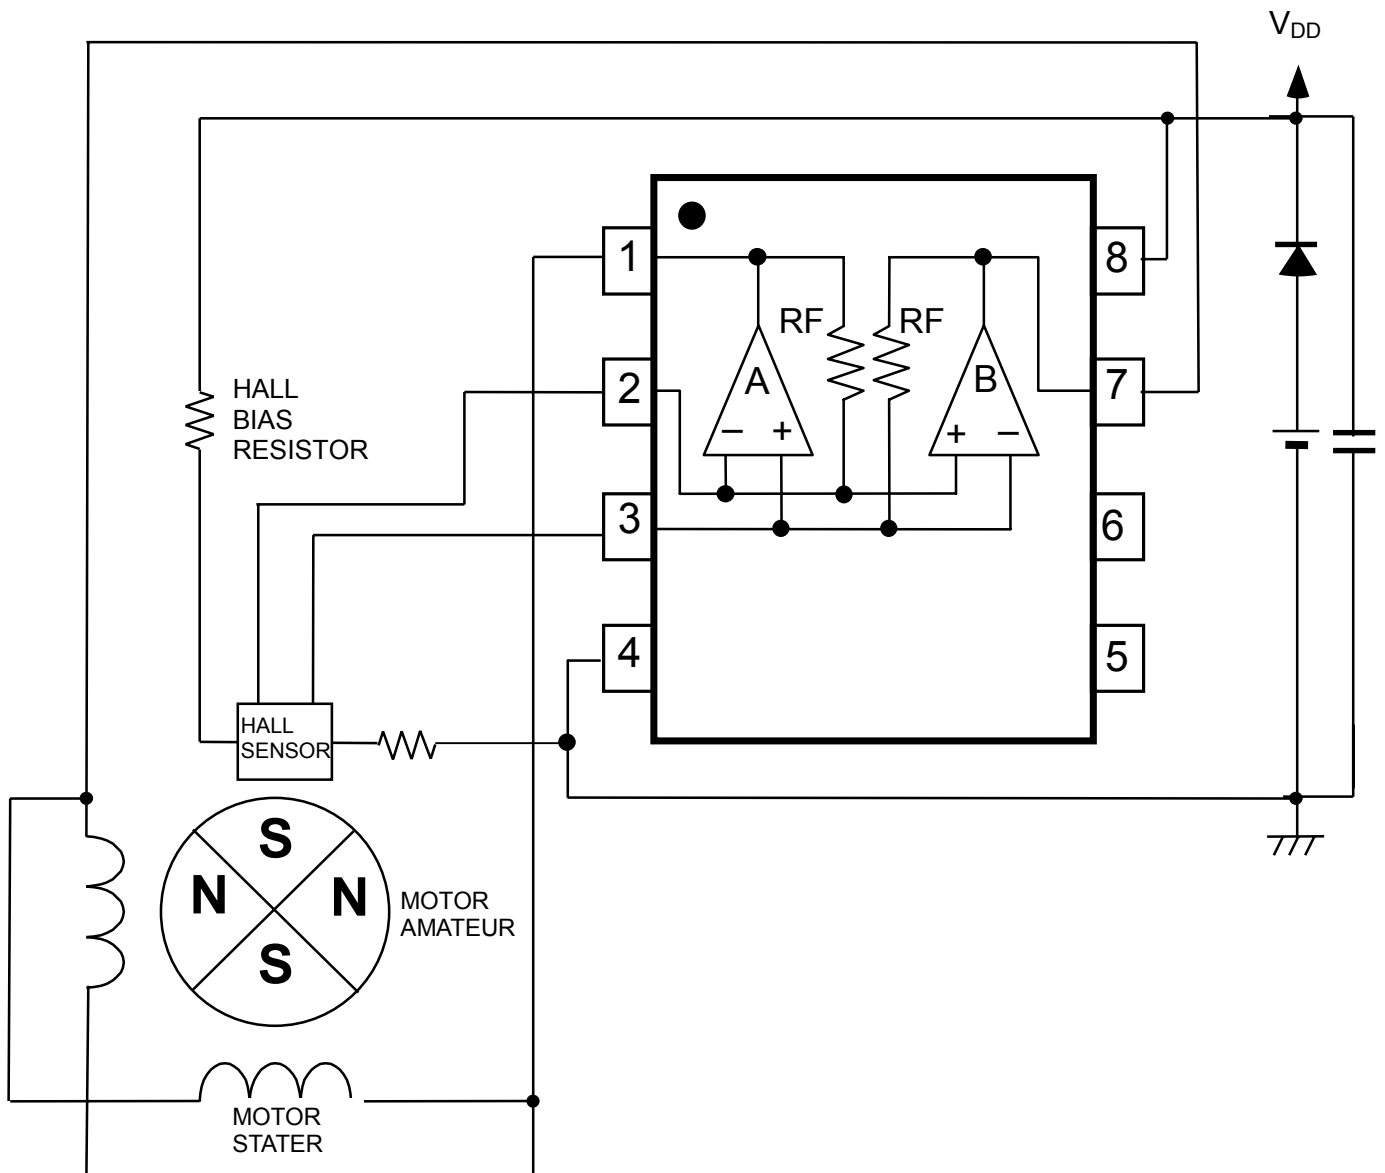 VDD
1
8
RF
RF
2
A
B
7
HALL
BIAS
RESISTOR
− +
+ −
3
6
4
5
HALL
SENSOR
S
N
N
S
MOTOR
AMATEUR
MOTOR
STATER